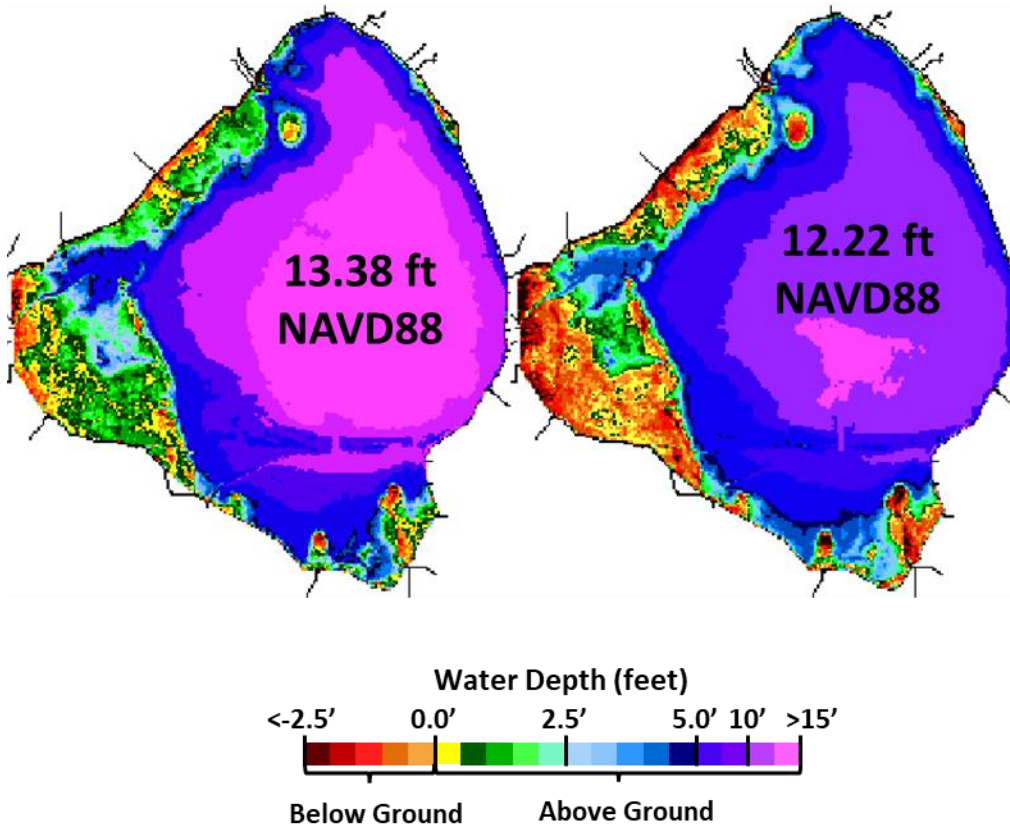 13.38 ft
NAVD88
12.22 ft
NAVD88
Water Depth (feet)
<-2.5’ 0.0’ 2.5’ 5.0’ 10’ >15’
Below Ground Above Ground